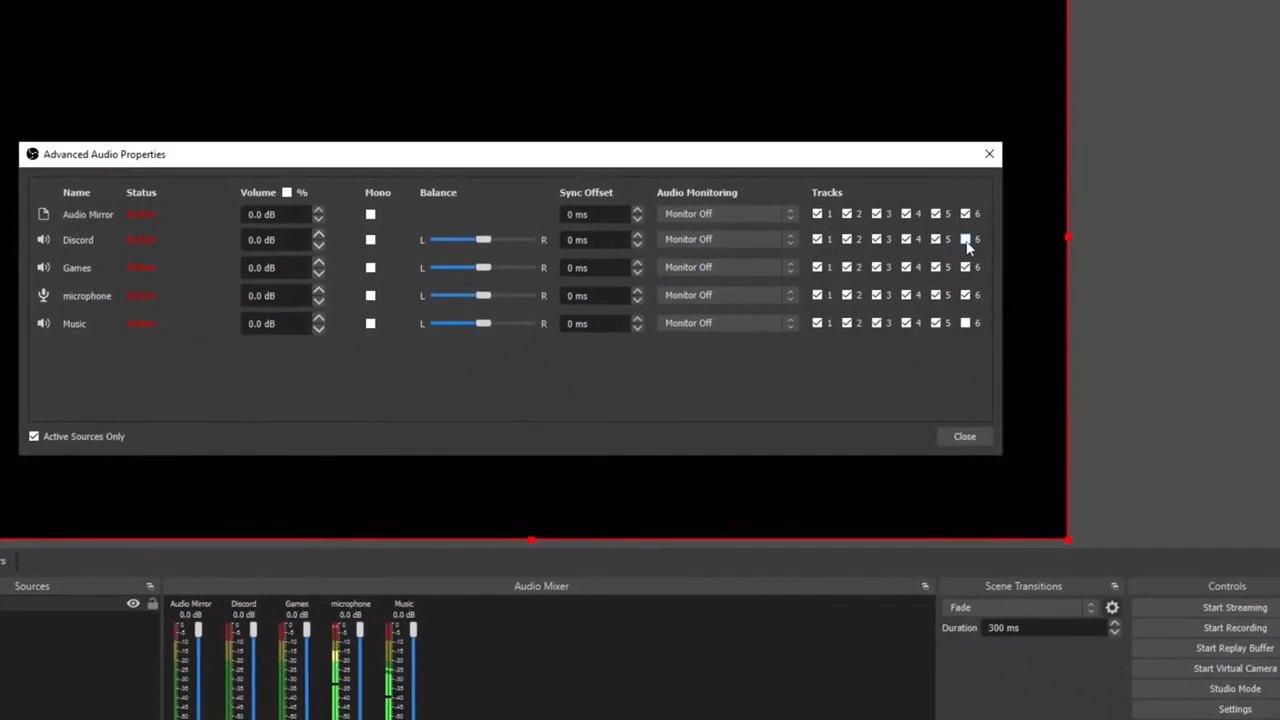 Advanced Audio Properties
Name Status Volume % Mono Balance Sync Offset Audio Monitoring Tracks
Audio Mirror Active 0.0 dB 0 ms Monitor Off 1 2 3 4 5 6
Discord Active 0.0 dB L R 0 ms Monitor Off 1 2 3 4 5 6
Games Active 0.0 dB L R 0 ms Monitor Off 1 2 3 4 5 6
microphone Active 0.0 dB L R 0 ms Monitor Off 1 2 3 4 5 6
Music Active 0.0 dB L R 0 ms Monitor Off 1 2 3 4 5 6
Active Sources Only Close
Sources Audio Mixer Scene Transitions Controls
Audio Mirror Discord Games microphone Music
0.0 dB 0.0 dB 0.0 dB 0.0 dB 0.0 dB
Fade
Duration 300 ms
Start Streaming
Start Recording
Start Replay Buffer
Start Virtual Camera
Studio Mode
Settings